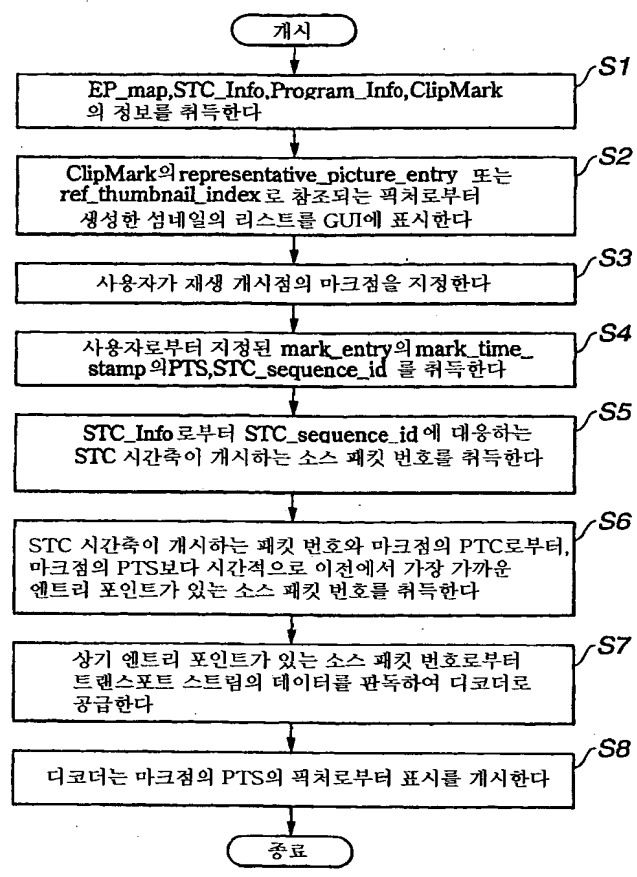 개시
S1
EP_map,STC_Info,Program_Info,ClipMark
의 정보를 취득한다
S2
ClipMark의 representative_picture_entry 또는
ref_thumbnail_index로 참조되는 픽처로부터
생성한 섬네일의 리스트를 GUI에 표시한다
S3
사용자가 재생 개시점의 마크점을 지정한다
S4
사용자로부터 지정된 mark_entry의 mark_time_
stamp의 PTS,STC_sequence_id 를 취득한다
S5
STC_Info로부터 STC_sequence_id에 대응하는
STC 시간축이 개시하는 소스 패킷 번호를 취득한다
S6
STC 시간축이 개시하는 패킷 번호와 마크점의 PTC로부터,
마크점의 PTS보다 시간적으로 이전에서 가장 가까운
엔트리 포인트가 있는 소스 패킷 번호를 취득한다
S7
상기 엔트리 포인트가 있는 소스 패킷 번호로부터
트랜스포트 스트림의 데이터를 판독하여 디코더로
공급한다
S8
디코더는 마크점의 PTS의 픽처로부터 표시를 개시한다
종료